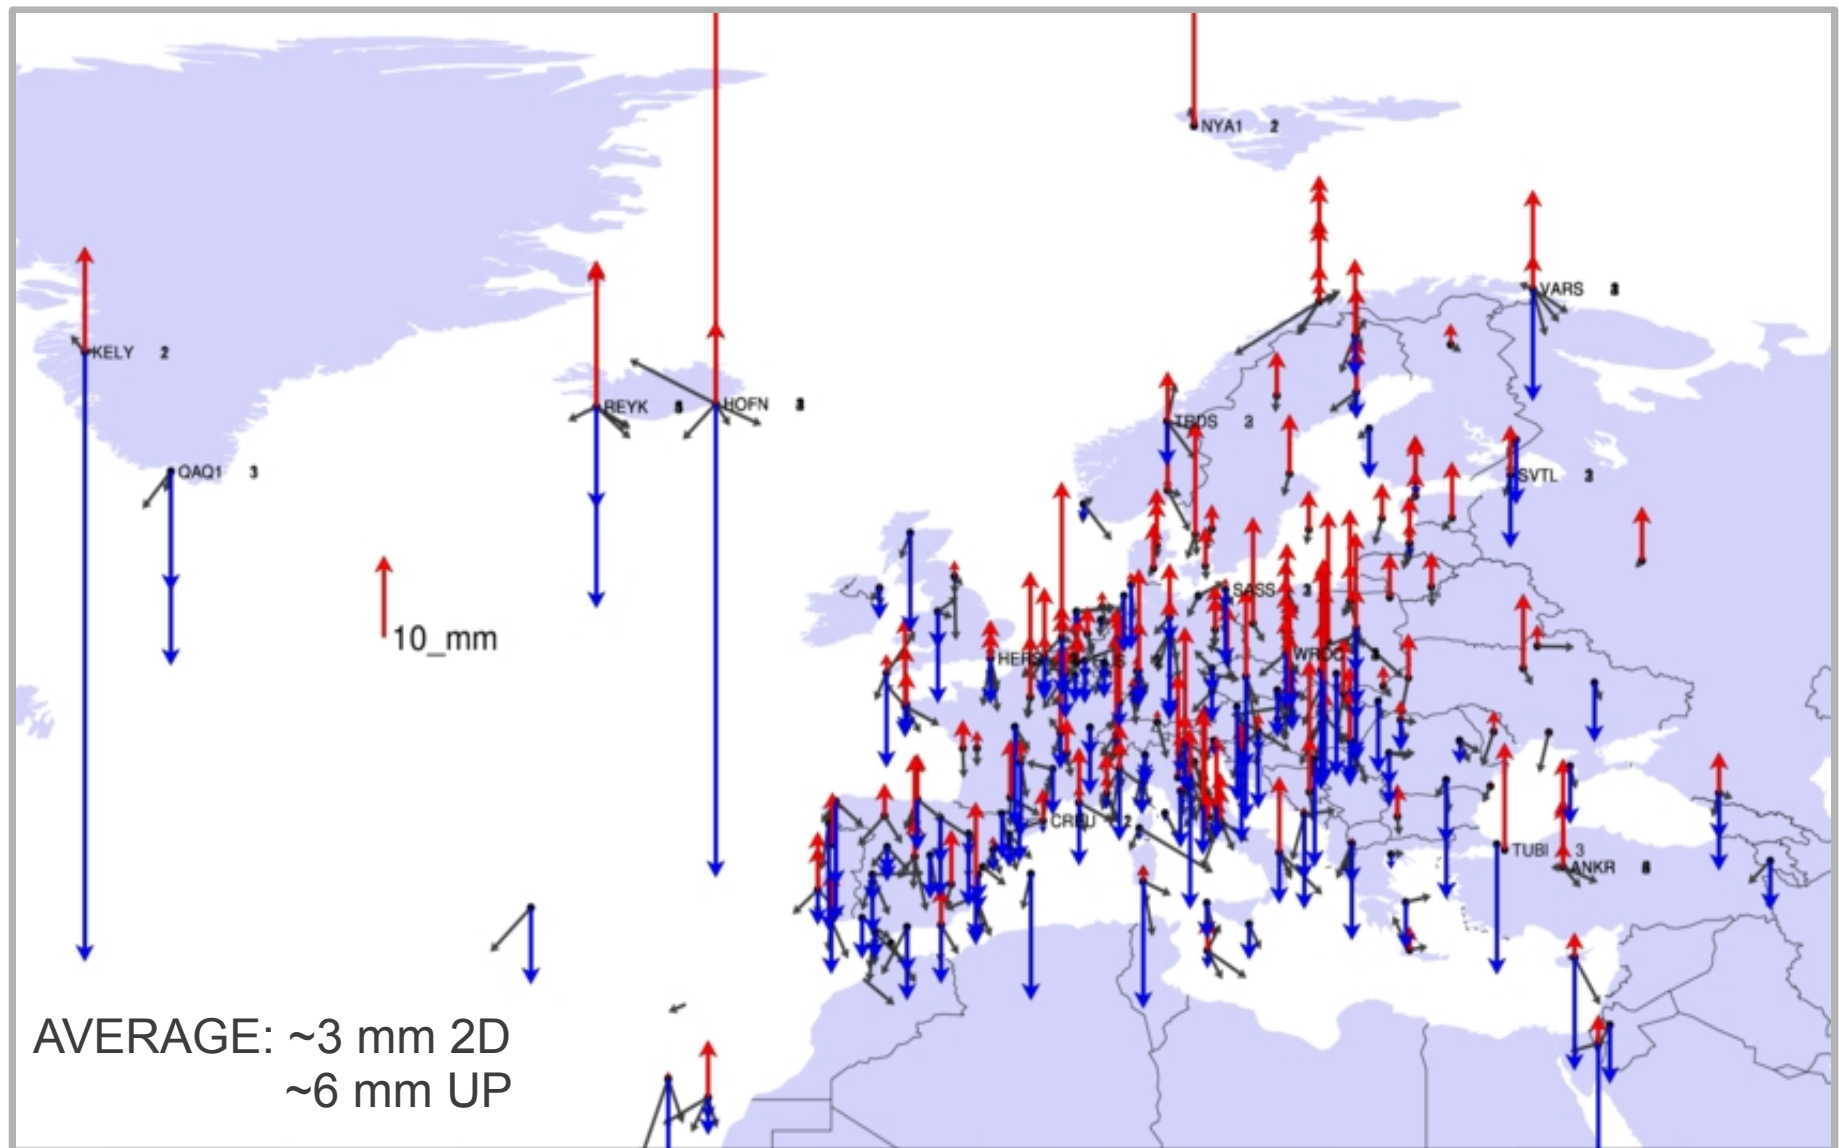 NYA1 2
VARS
KELY 2
REYK
HOFN
TRDS
QAQ1 3
SVTL
SASS
10_mm
WROC
CREU 2
TUBI 3
ANKR
AVERAGE: ~3 mm 2D
~6 mm UP